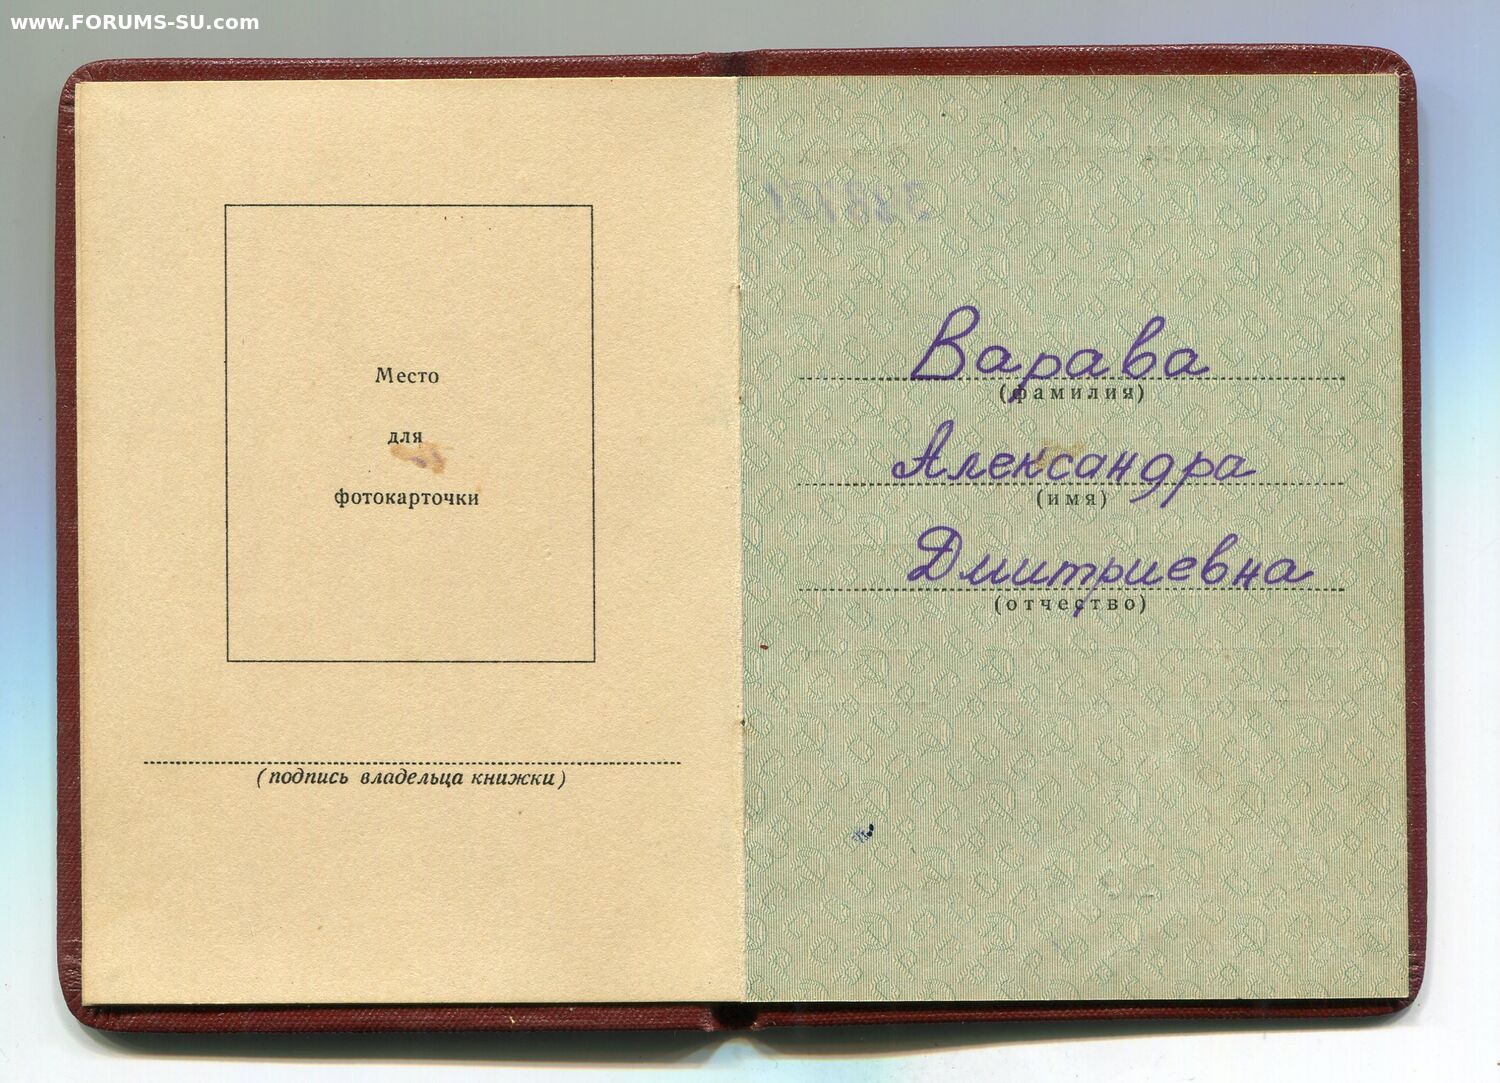 www.FORUMS-SU.com
Место
для
фотокарточки
(подпись владельца книжки)
Варава
(фамилия)
Александра
(имя)
Дмитриевна
(отчество)